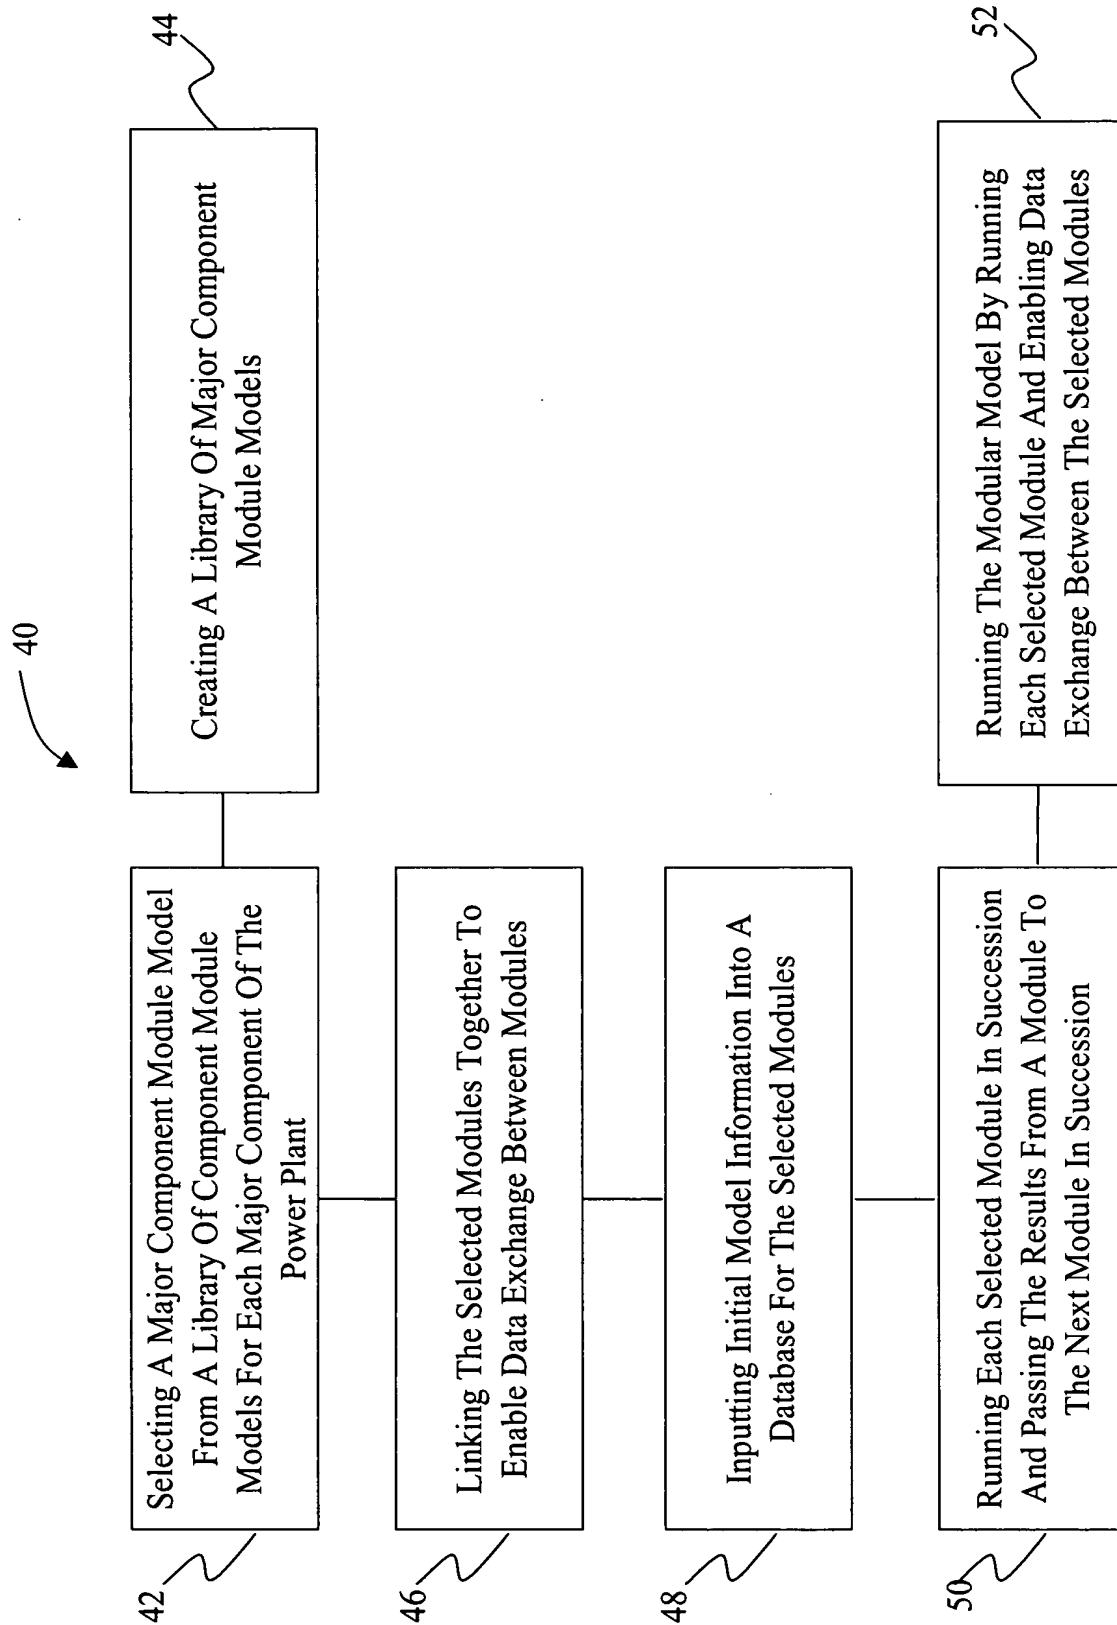 40
42
Selecting A Major Component Module Model
From A Library Of Component Module
Models For Each Major Component Of The
Power Plant
44
Creating A Library Of Major Component
Module Models
46
Linking The Selected Modules Together To
Enable Data Exchange Between Modules
48
Inputting Initial Model Information Into A
Database For The Selected Modules
50
Running Each Selected Module In Succession
And Passing The Results From A Module To
The Next Module In Succession
52
Running The Modular Model By Running
Each Selected Module And Enabling Data
Exchange Between The Selected Modules